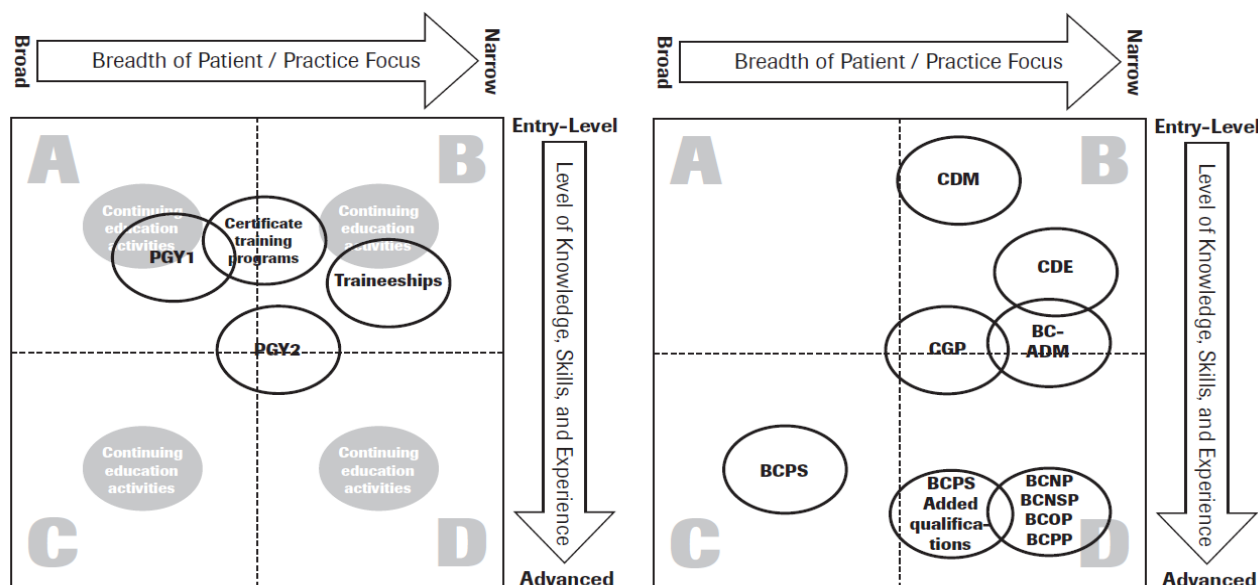 Broad
Breadth of Patient / Practice Focus
Narrow
A
B
Entry-Level
Level of Knowledge, Skills, and Experience
Advanced
Continuing
education
activities
PGY1
Certificate
training
programs
Continuing
education
activities
Traineeships
PGY2
Continuing
education
activities
Continuing
education
activities
C
D
Broad
Breadth of Patient / Practice Focus
Narrow
A
B
Entry-Level
Level of Knowledge, Skills, and Experience
Advanced
CDM
CDE
CGP
BC-
ADM
BCPS
BCPS
Added
qualifica-
tions
BCNP
BCNSP
BCOP
BCPP
C
D